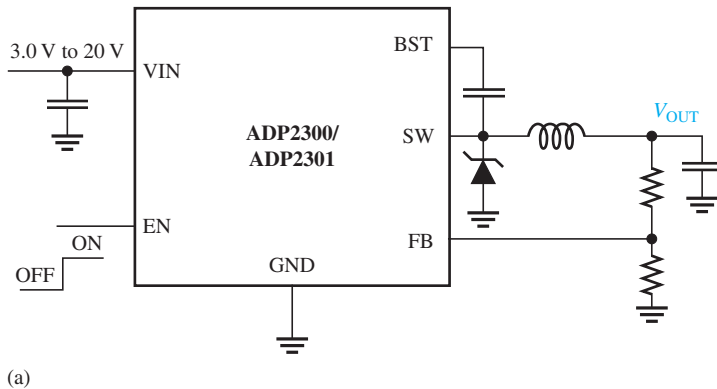 3.0 V to 20 V
VIN
BST
ADP2300/
ADP2301
SW
V_OUT
EN
ON
OFF
FB
GND
(a)